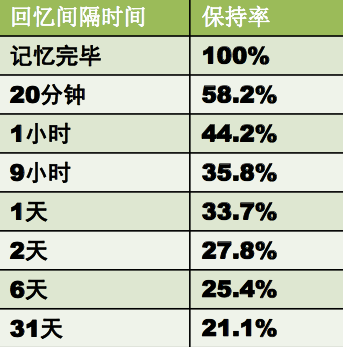 回忆间隔时间 保持率
记忆完毕 100%
20分钟 58.2%
1小时 44.2%
9小时 35.8%
1天 33.7%
2天 27.8%
6天 25.4%
31天 21.1%